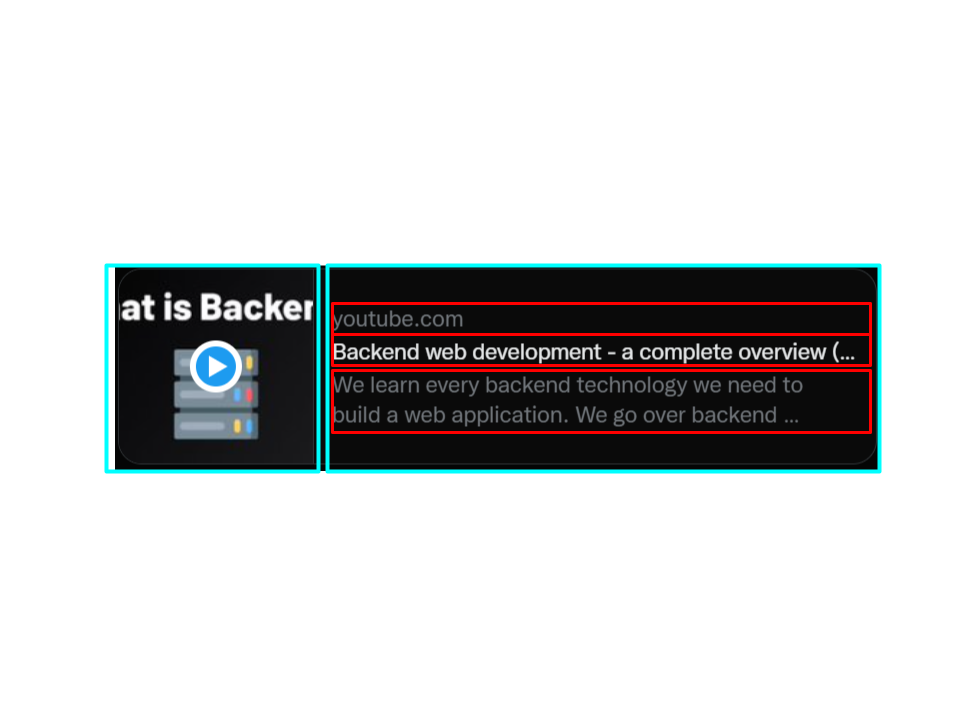 at is Backer
youtube.com
Backend web development - a complete overview (...
We learn every backend technology we need to
build a web application. We go over backend ...